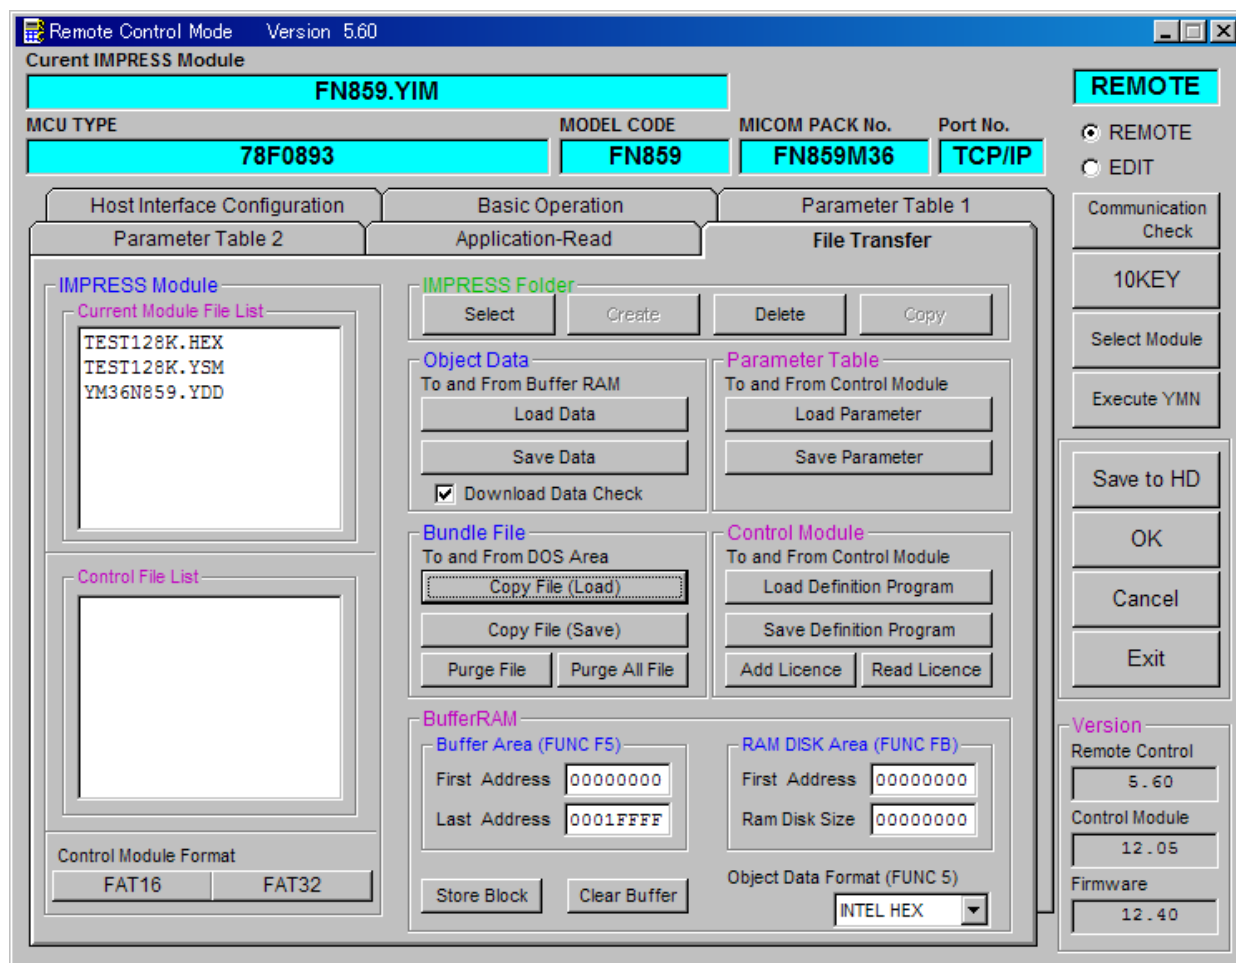 Remote Control Mode Version 5.60
Curent IMPRESS Module
FN859.YIM
REMOTE
MCU TYPE
MODEL CODE
MICOM PACK No.
Port No.
78F0893
FN859
FN859M36
TCP/IP
REMOTE
EDIT
Host Interface Configuration
Basic Operation
Parameter Table 1
Parameter Table 2
Application-Read
File Transfer
IMPRESS Module
Current Module File List
TEST128K.HEX
TEST128K.YSM
YM36N859.YDD
Control File List
Control Module Format
FAT16
FAT32
IMPRESS Folder
Select
Create
Delete
Copy
Object Data
To and From Buffer RAM
Load Data
Save Data
Download Data Check
Parameter Table
To and From Control Module
Load Parameter
Save Parameter
Bundle File
To and From DOS Area
Copy File (Load)
Copy File (Save)
Purge File
Purge All File
Control Module
To and From Control Module
Load Definition Program
Save Definition Program
Add Licence
Read Licence
BufferRAM
Buffer Area (FUNC F5)
First Address 00000000
Last Address 0001FFFF
RAM DISK Area (FUNC FB)
First Address 00000000
Ram Disk Size 00000000
Store Block
Clear Buffer
Object Data Format (FUNC 5)
INTEL HEX
Communication
Check
10KEY
Select Module
Execute YMN
Save to HD
OK
Cancel
Exit
Version
Remote Control
5.60
Control Module
12.05
Firmware
12.40